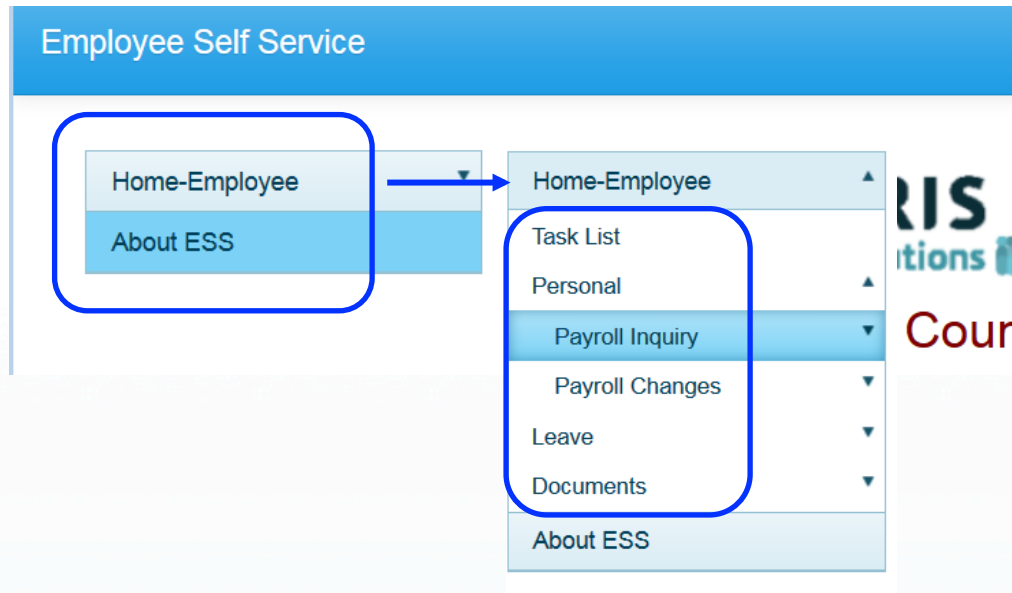 Employee Self Service
Home-Employee
About ESS
Home-Employee
Task List
Personal
Payroll Inquiry
Payroll Changes
Leave
Documents
About ESS